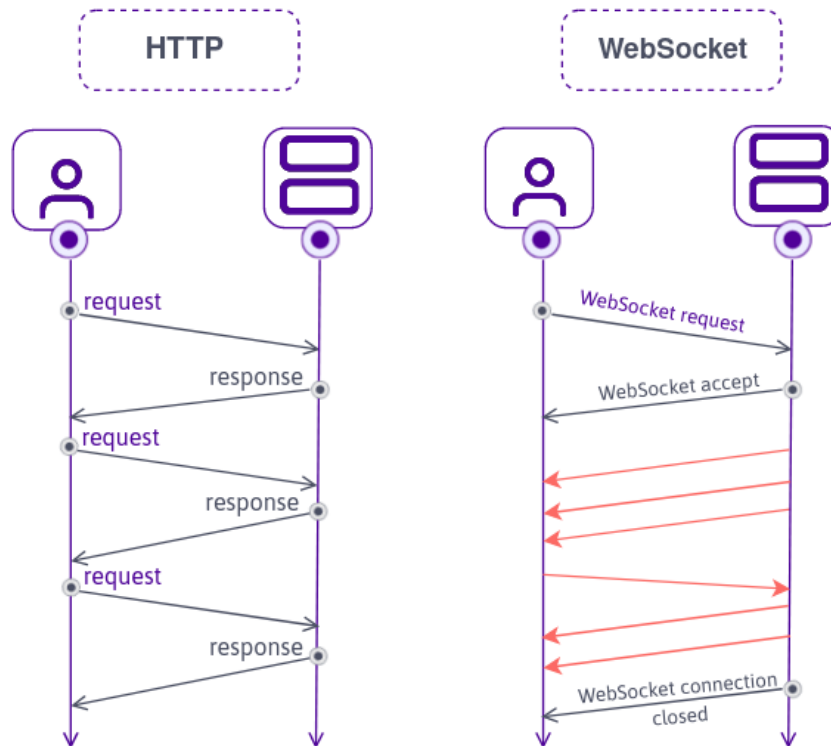 HTTP
WebSocket
request
response
request
response
request
response
WebSocket request
WebSocket accept
WebSocket connection
closed